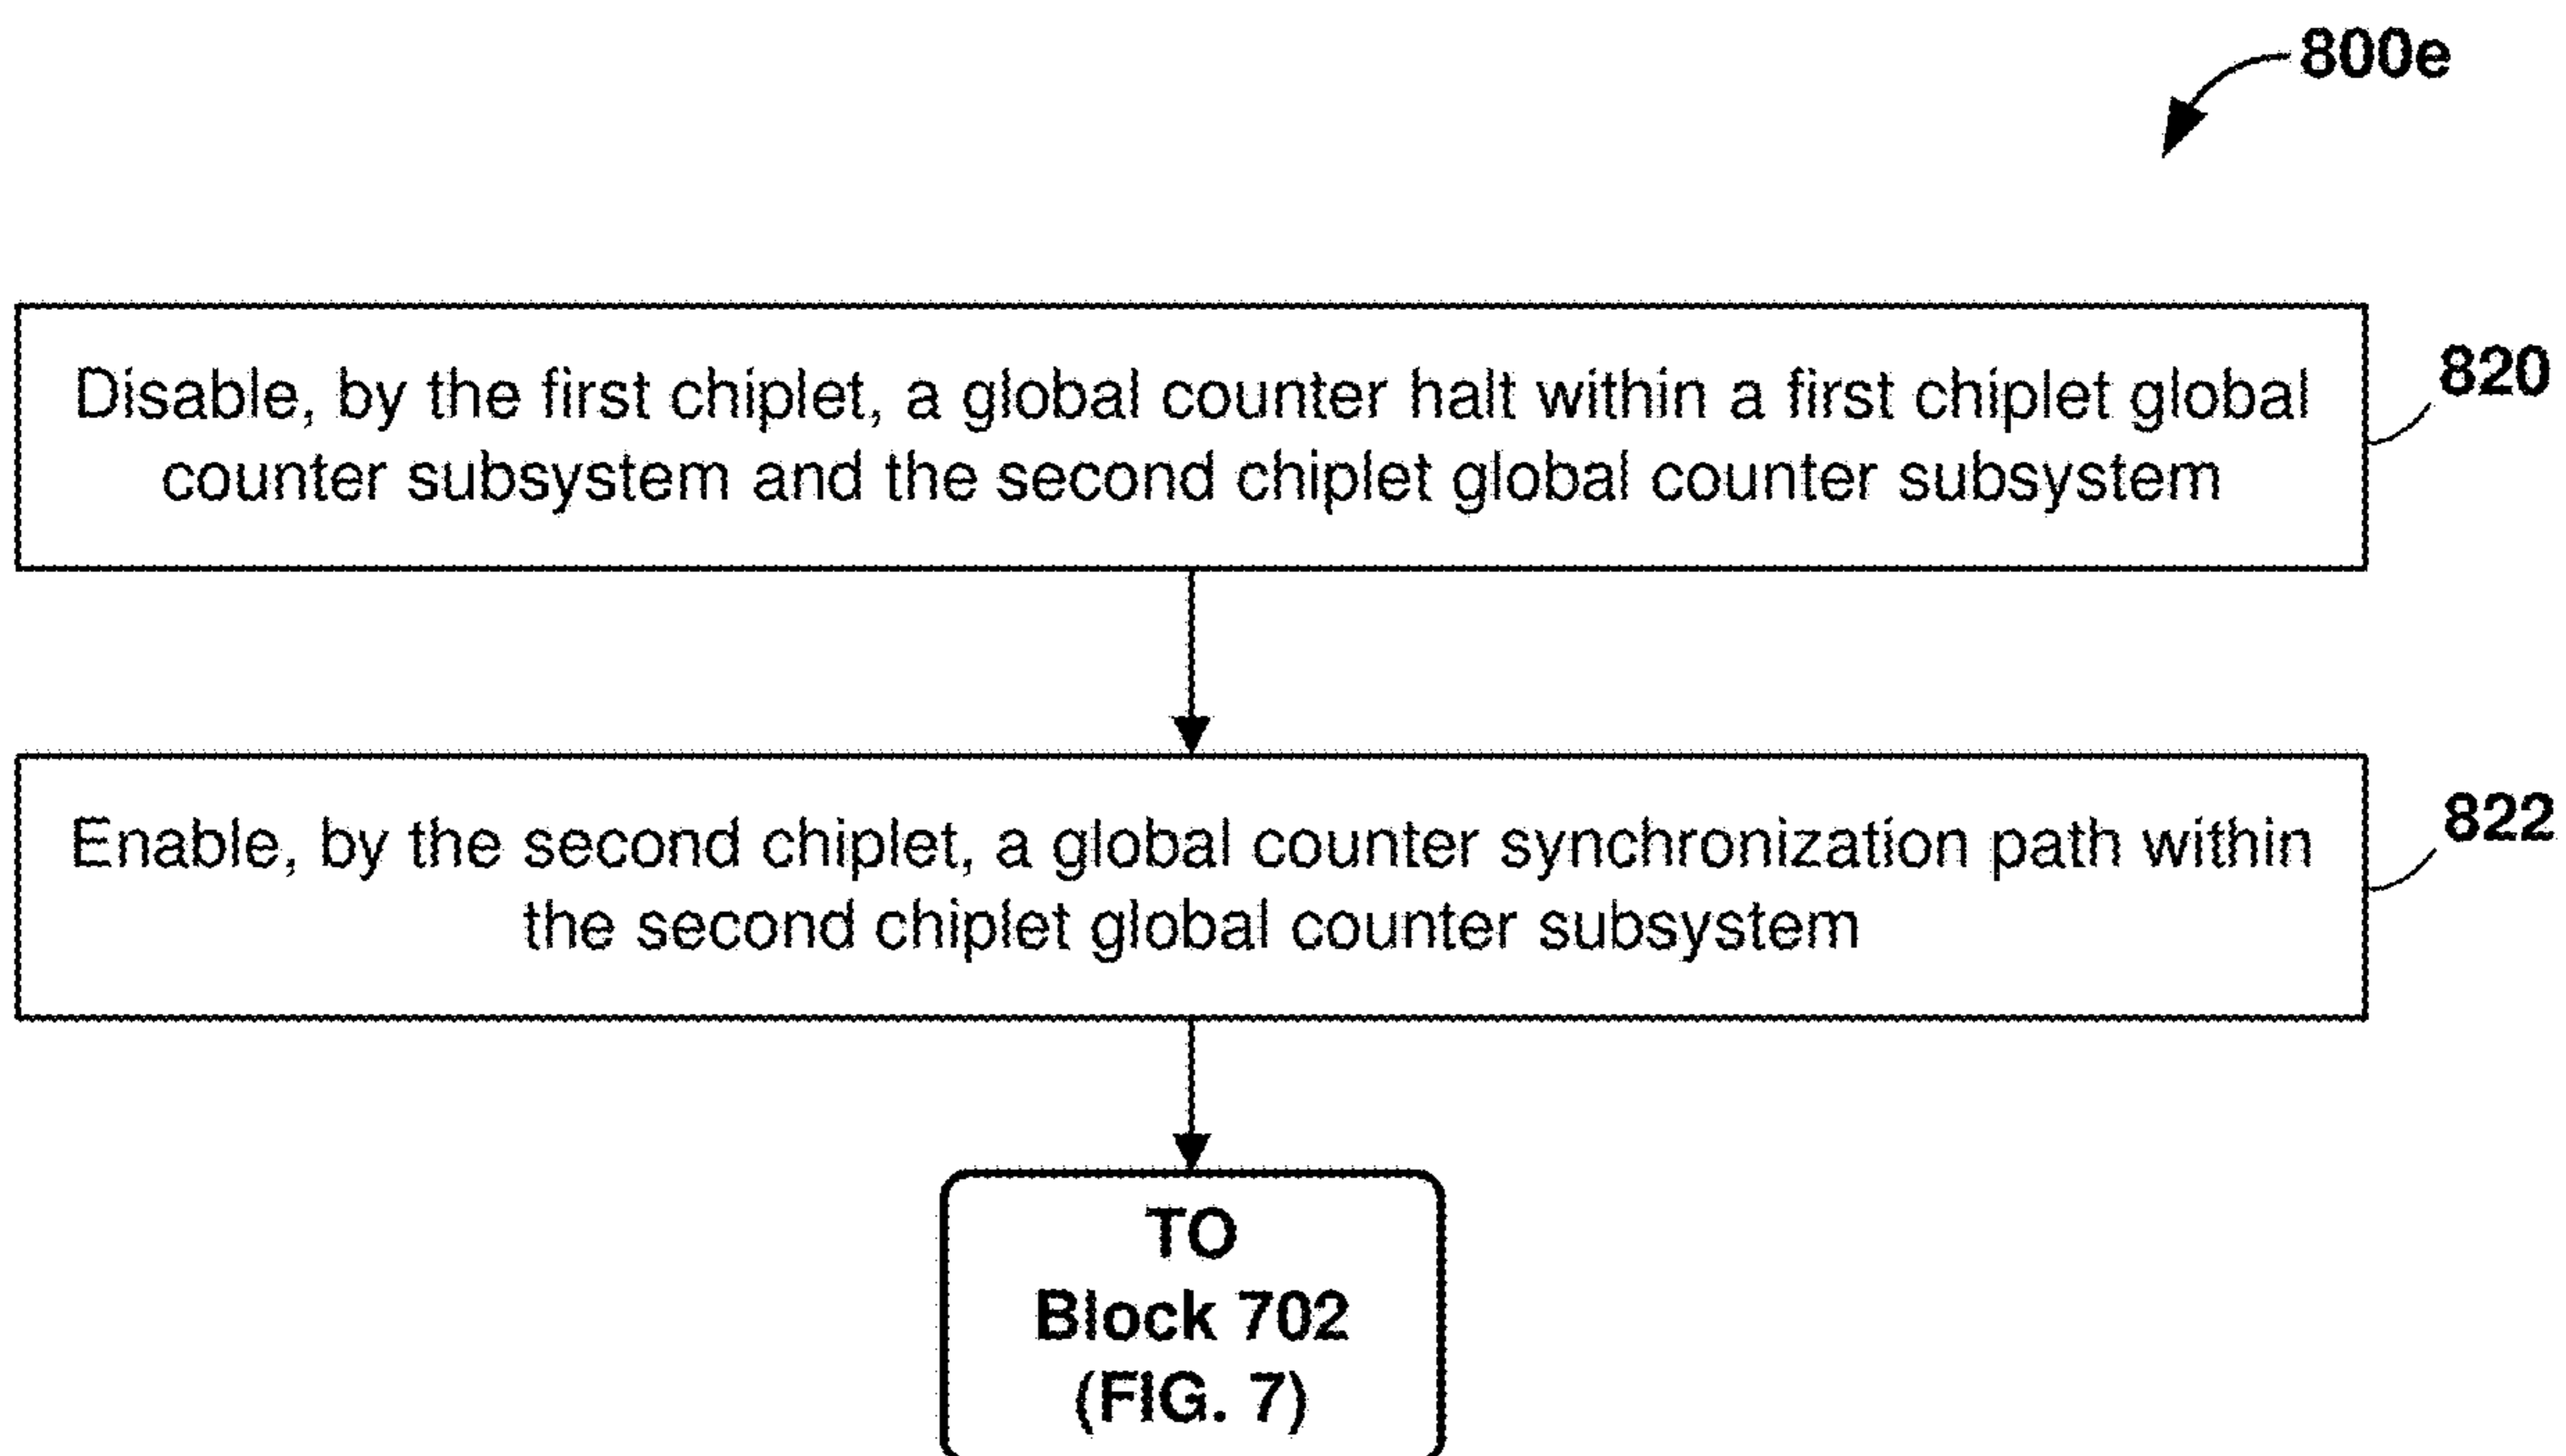 800e
Disable, by the first chiplet, a global counter halt within a first chiplet global
counter subsystem and the second chiplet global counter subsystem
820
Enable, by the second chiplet, a global counter synchronization path within
the second chiplet global counter subsystem
822
TO
Block 702
(FIG. 7)